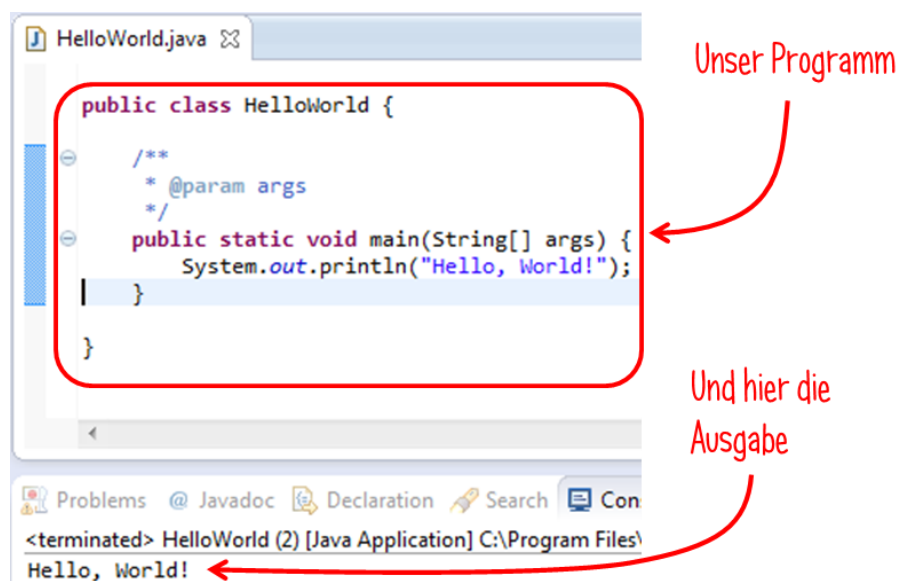 HelloWorld.java
Unser Programm
public class HelloWorld {
/**
* @param args
*/
public static void main(String[] args) {
System.out.println("Hello, World!");
}
}
Und hier die
Ausgabe
Problems @ Javadoc Declaration Search Con
<terminated> HelloWorld (2) [Java Application] C:\Program Files\
Hello, World!